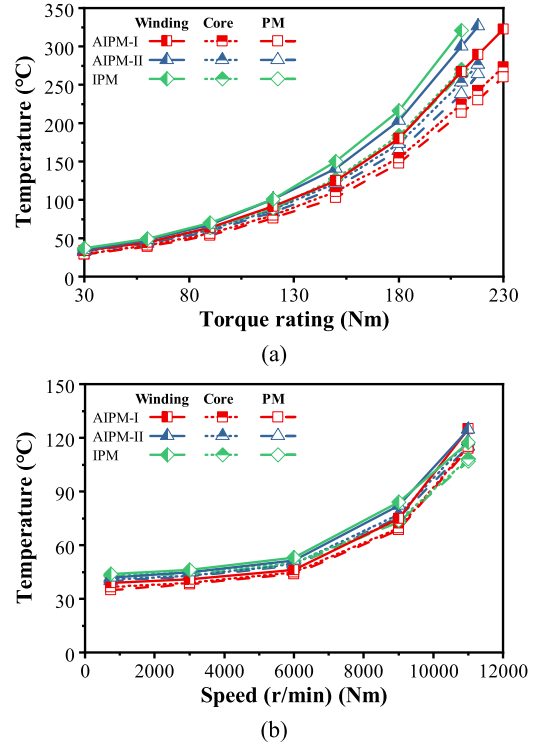 350
300
250
200
150
100
50
0
Temperature (°C)
Winding Core PM
AIPM-I
AIPM-II
IPM
30 80 130 180 230
Torque rating (Nm)
(a)
150
120
90
60
30
0
Temperature (°C)
Winding Core PM
AIPM-I
AIPM-II
IPM
0 2000 4000 6000 8000 10000 12000
Speed (r/min) (Nm)
(b)